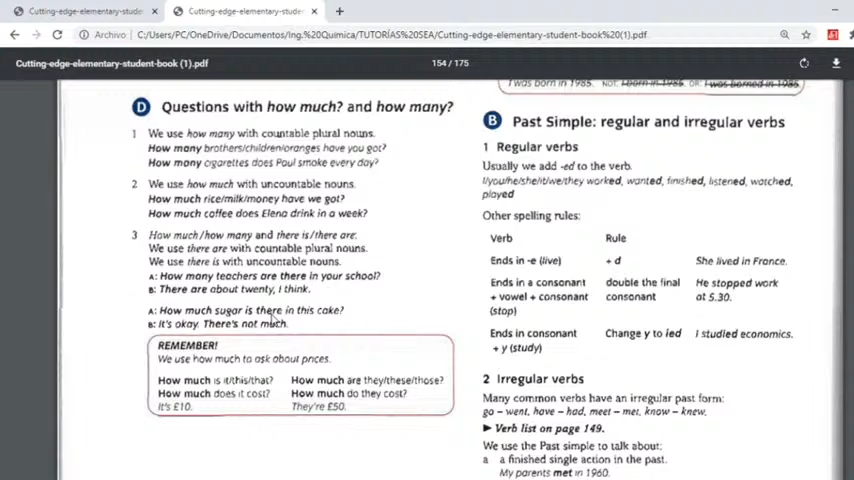 Cutting-edge-elementary-studer
Cutting-edge-elementary-studer
Archivo
C:/Users/PC/OneDrive/Documentos/Ing.%20Quimica/TUTORÍAS%20SEA/Cutting-edge-elementary-student-book%20(1).pdf
Cutting-edge-elementary-student-book (1).pdf
154 / 175
D Questions with how much? and how many?
1 We use how many with countable plural nouns.
How many brothers/children/oranges have you got?
How many cigarettes does Paul smoke every day?
2 We use how much with uncountable nouns.
How much rice/milk/money have we got?
How much coffee does Elena drink in a week?
3 How much/how many and there is/there are.
We use there are with countable plural nouns.
We use there is with uncountable nouns.
A: How many teachers are there in your school?
B: There are about twenty, I think.
A: How much sugar is there in this cake?
B: It's okay. There's not much.
REMEMBER!
We use how much to ask about prices.
How much is it/this/that? How much are they/these/those?
How much does it cost? How much do they cost?
It's £10. They're £50.
I was born in 1985. NOT: I born in 1985. OR: I was borned in 1985.
B Past Simple: regular and irregular verbs
1 Regular verbs
Usually we add -ed to the verb.
I/you/he/she/it/we/they worked, wanted, finished, listened, watched,
played
Other spelling rules:
Verb Rule
Ends in -e (live) + d She lived in France.
Ends in a consonant double the final He stopped work
+ vowel + consonant consonant at 5.30.
(stop)
Ends in consonant Change y to ied I studied economics.
+ y (study)
2 Irregular verbs
Many common verbs have an irregular past form:
go – went, have – had, meet – met, know – knew.
► Verb list on page 149.
We use the Past simple to talk about:
a a finished single action in the past.
My parents met in 1960.